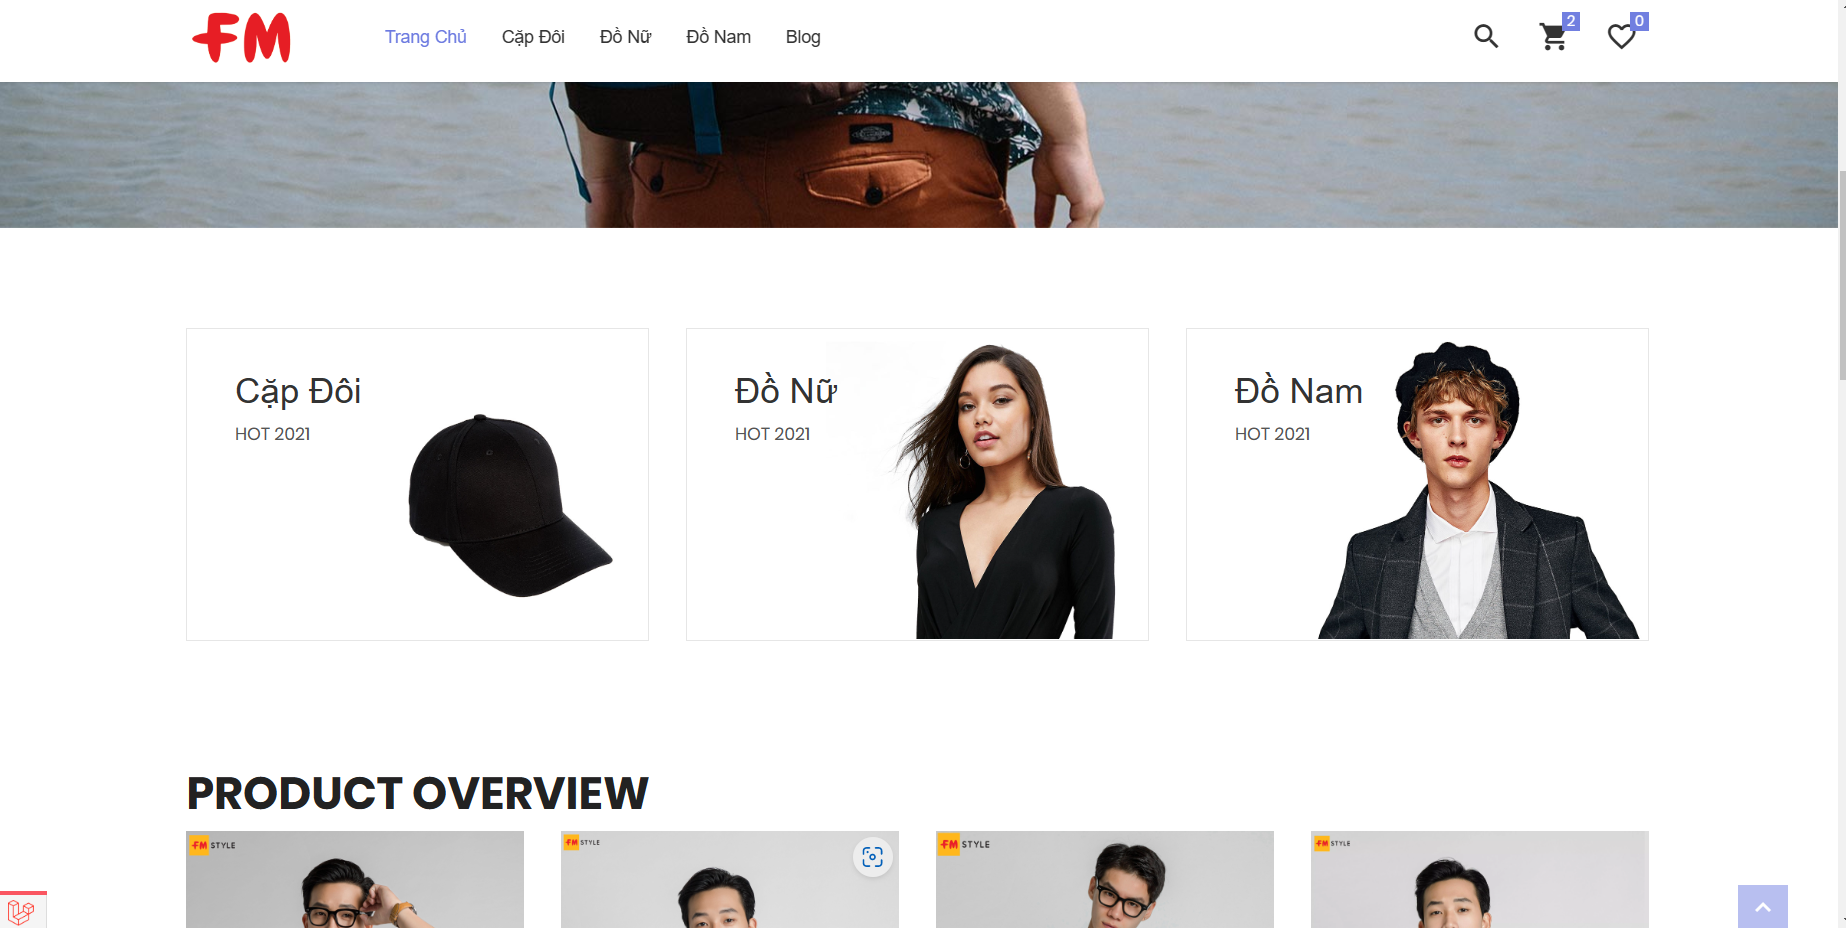 FM
Trang Chủ
Cặp Đôi
Đồ Nữ
Đồ Nam
Blog
2
0
Cặp Đôi
HOT 2021
Đồ Nữ
HOT 2021
Đồ Nam
HOT 2021
PRODUCT OVERVIEW
FM STYLE
FM STYLE
FM STYLE
FM STYLE